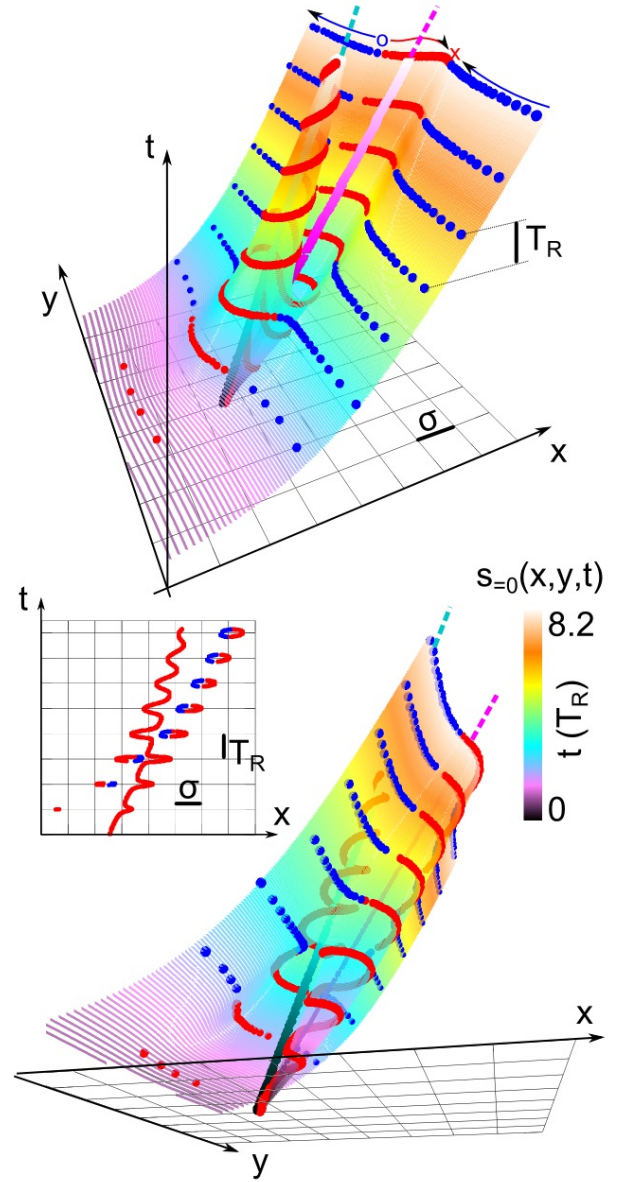 o
x
t
T_R
y
σ
x
s_{=0}(x,y,t)
t
8.2
t (T_R)
T_R
σ
0
x
x
y